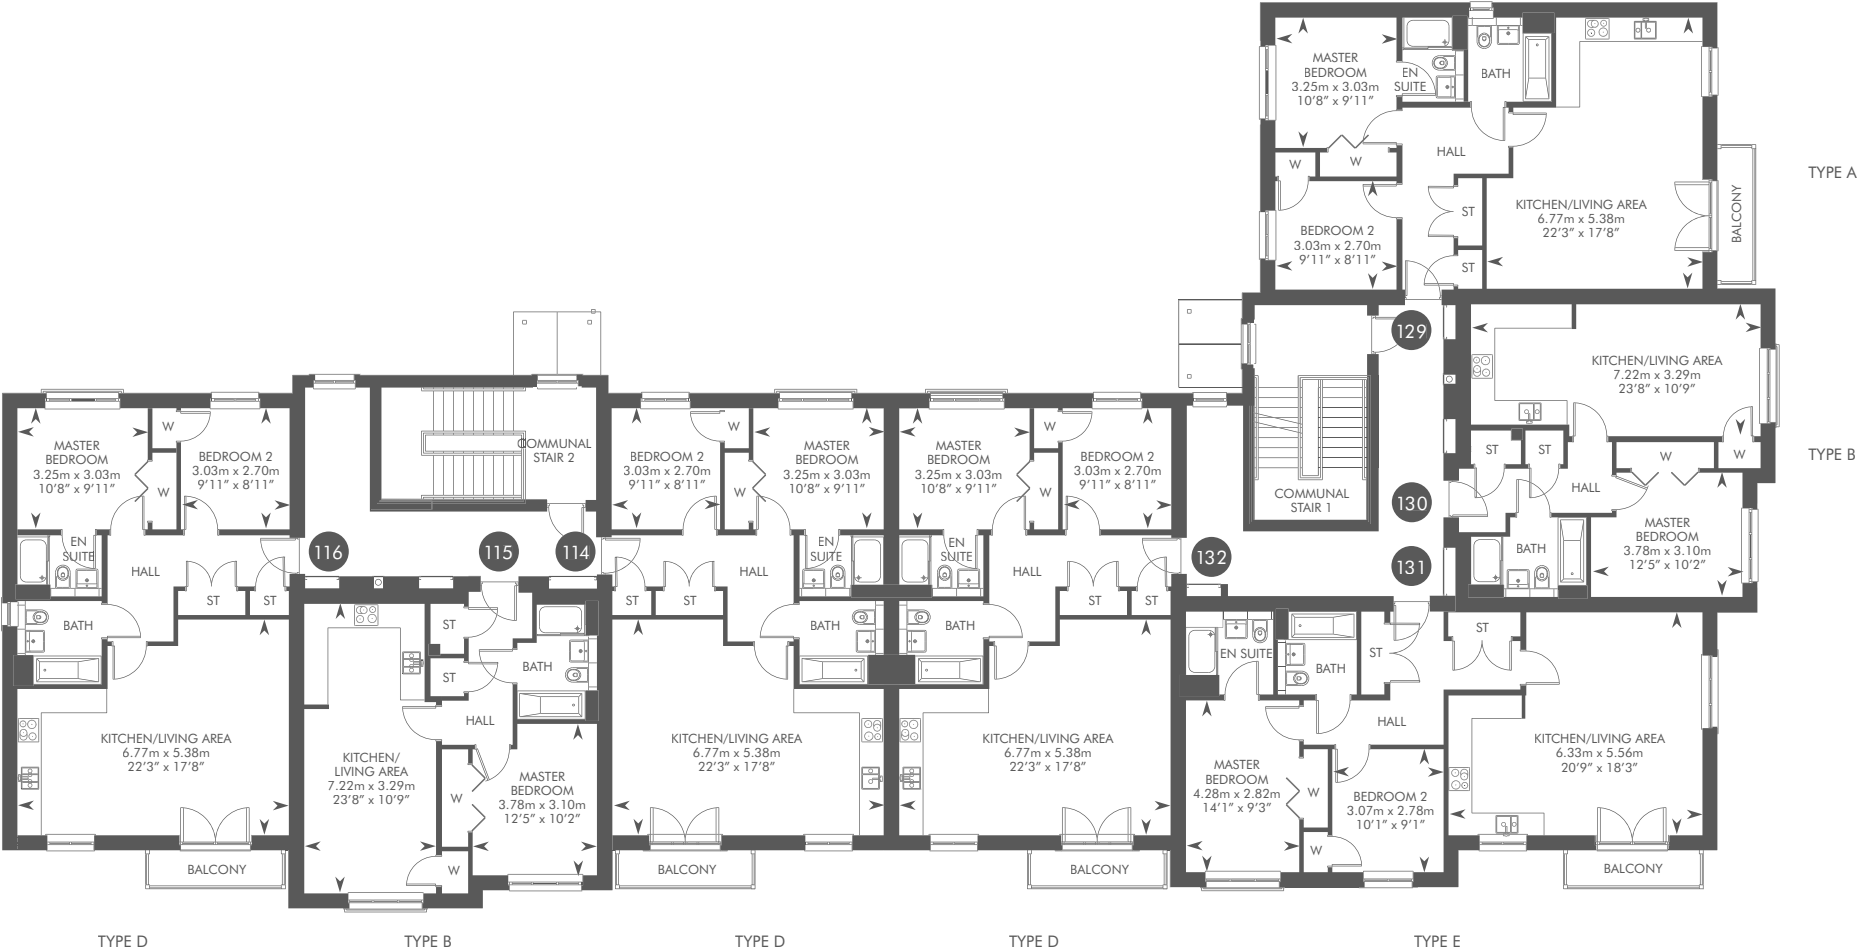 MASTER
BEDROOM
3.25m x 3.03m
10'8” x 9'11”
EN
SUITE
BATH
HALL
W
W
BEDROOM 2
3.03m x 2.70m
9'11” x 8'11”
ST
ST
KITCHEN/LIVING AREA
6.77m x 5.38m
22'3” x 17'8”
BALCONY
TYPE A
129
KITCHEN/LIVING AREA
7.22m x 3.29m
23'8” x 10'9”
W
W
ST
ST
HALL
BATH
MASTER
BEDROOM
3.78m x 3.10m
12'5” x 10'2”
TYPE B
130
131
132
COMMUNAL
STAIR 1
MASTER
BEDROOM
3.25m x 3.03m
10'8” x 9'11”
W
W
BEDROOM 2
3.03m x 2.70m
9'11” x 8'11”
EN
SUITE
HALL
ST
ST
BATH
KITCHEN/LIVING AREA
6.77m x 5.38m
22'3” x 17'8”
BALCONY
TYPE D
COMMUNAL
STAIR 2
116
115
114
ST
ST
BATH
HALL
KITCHEN/
LIVING AREA
7.22m x 3.29m
23'8” x 10'9”
W
W
MASTER
BEDROOM
3.78m x 3.10m
12'5” x 10'2”
TYPE B
BEDROOM 2
3.03m x 2.70m
9'11” x 8'11”
W
W
MASTER
BEDROOM
3.25m x 3.03m
10'8” x 9'11”
EN
SUITE
HALL
ST
ST
BATH
KITCHEN/LIVING AREA
6.77m x 5.38m
22'3” x 17'8”
BALCONY
TYPE D
MASTER
BEDROOM
3.25m x 3.03m
10'8” x 9'11”
W
W
BEDROOM 2
3.03m x 2.70m
9'11” x 8'11”
EN
SUITE
HALL
ST
ST
BATH
KITCHEN/LIVING AREA
6.77m x 5.38m
22'3” x 17'8”
BALCONY
TYPE D
EN SUITE
BATH
ST
ST
HALL
MASTER
BEDROOM
4.28m x 2.82m
14'1” x 9'3”
W
W
BEDROOM 2
3.07m x 2.78m
10'1” x 9'1”
KITCHEN/LIVING AREA
6.33m x 5.56m
20'9” x 18'3”
BALCONY
TYPE E